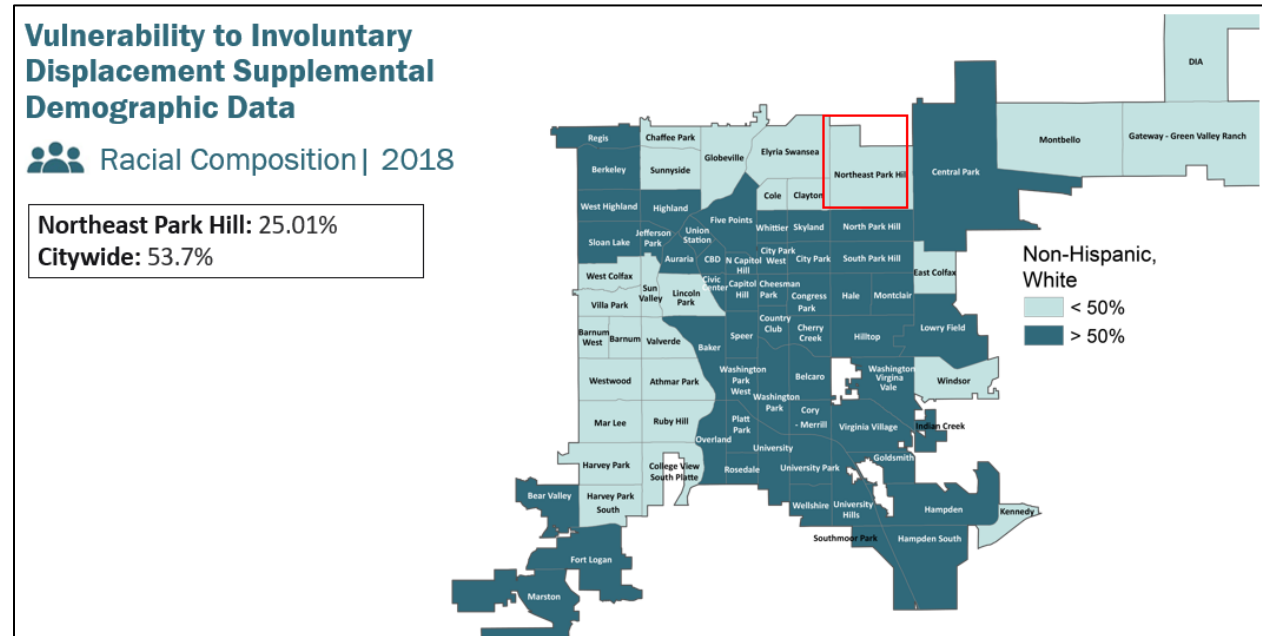 Vulnerability to Involuntary
Displacement Supplemental
Demographic Data
Racial Composition| 2018
Northeast Park Hill: 25.01%
Citywide: 53.7%
DIA
Regis
Chaffee Park
Globeville
Elyria Swansea
Montbello
Gateway - Green Valley Ranch
Berkeley
Sunnyside
Northeast Park Hill
Central Park
Cole
Clayton
West Highland
Highland
Five Points
Whittier
Skyland
North Park Hill
Sloan Lake
Jefferson
Park
Union
Station
Auraria
CBD
N Capitol
Hill
City Park
West
City Park
South Park Hill
East Colfax
West Colfax
Sun
Valley
Lincoln
Park
Civic
Center
Capitol
Hill
Cheesman
Park
Congress
Park
Hale
Montclair
Villa Park
Non-Hispanic,
White
< 50%
> 50%
Barnum
West
Barnum
Valverde
Baker
Speer
Country
Club
Cherry
Creek
Hilltop
Lowry Field
Westwood
Athmar Park
Washington
Park
West
Washington
Park
Belcaro
Washington
Virgina
Vale
Windsor
Mar Lee
Ruby Hill
Overland
Platt
Park
Cory
- Merrill
Virginia Village
Indian Creek
Harvey Park
College View
South Platte
Rosedale
University
University Park
Goldsmith
Bear Valley
Harvey Park
South
Wellshire
University
Hills
Hampden
Kennedy
Southmoor Park
Hampden South
Fort Logan
Marston